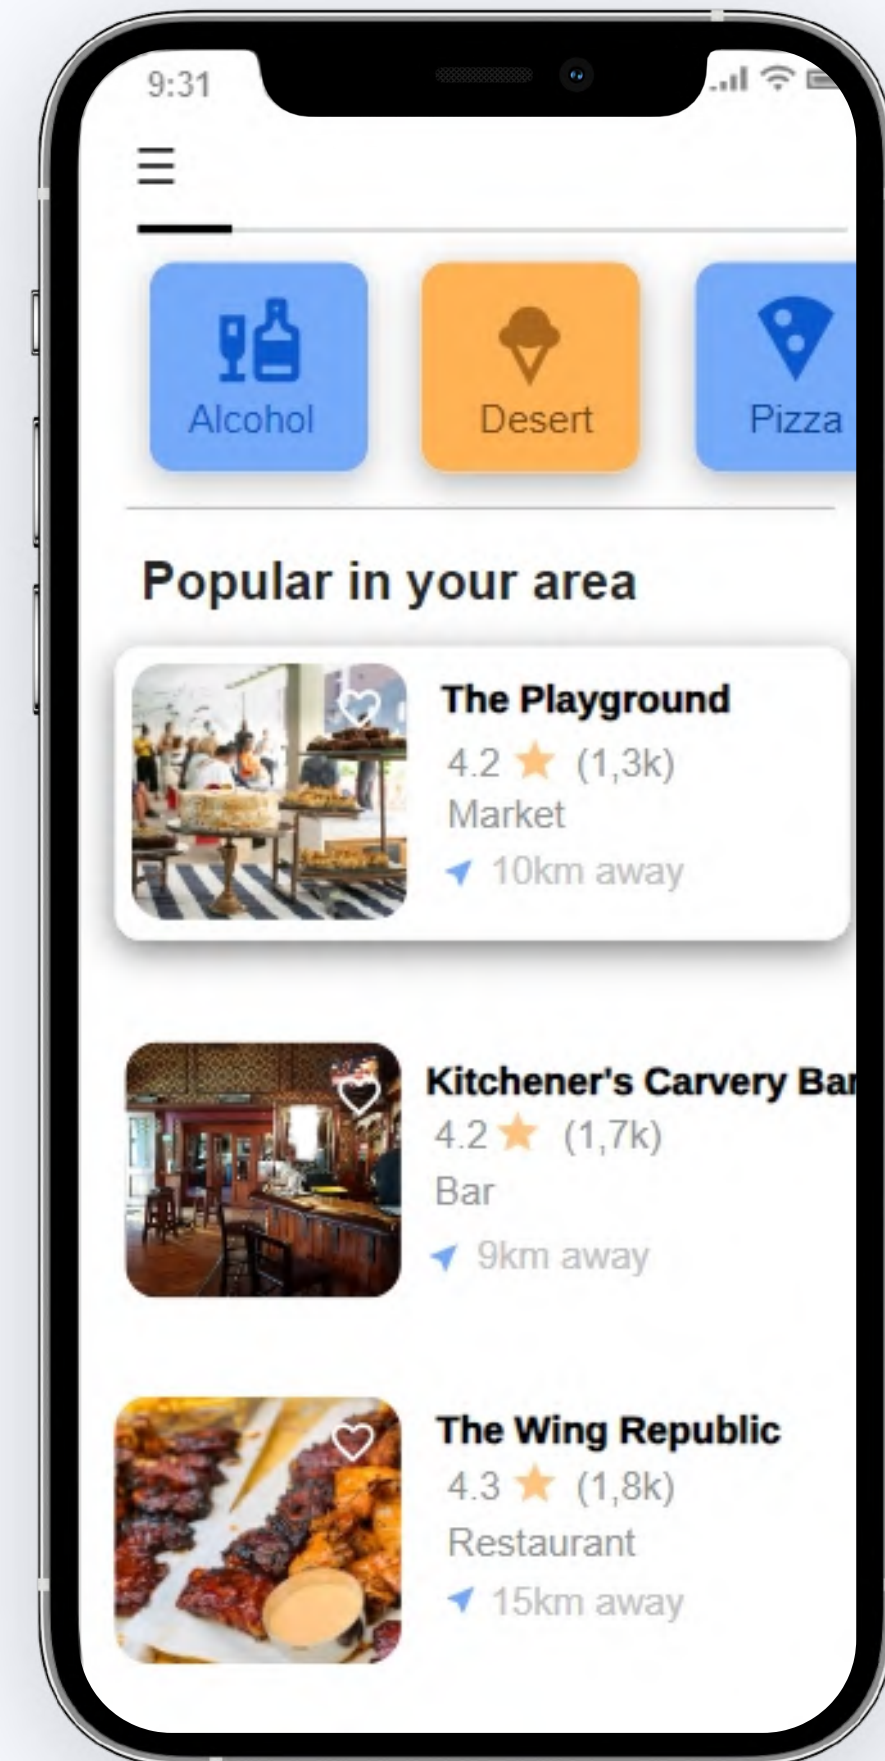 9:31
Alcohol
Desert
Pizza
Popular in your area
The Playground
4.2 (1,3k)
Market
10km away
Kitchener's Carvery Bar
4.2 (1,7k)
Bar
9km away
The Wing Republic
4.3 (1,8k)
Restaurant
15km away